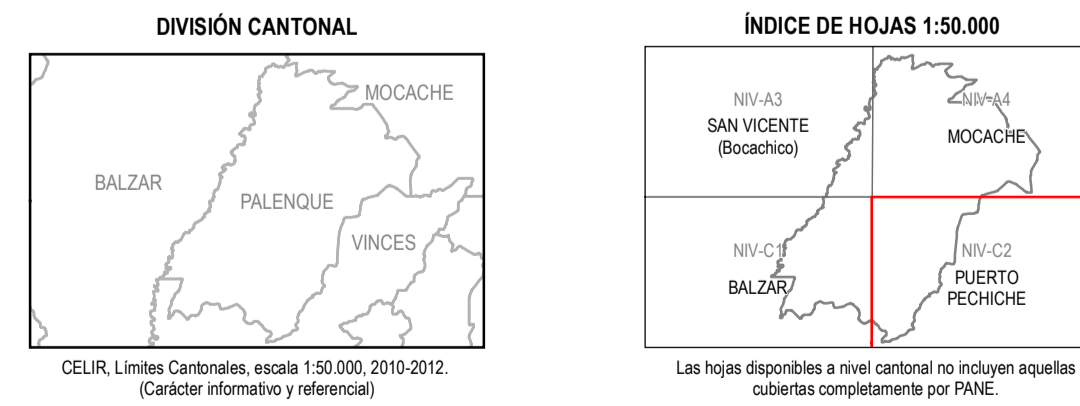 DIVISIÓN CANTONAL
MOCACHE
BALZAR
PALENQUE
VINCES
CELIR, Límites Cantonales, escala 1:50.000, 2010-2012.
(Carácter informativo y referencial)
ÍNDICE DE HOJAS 1:50.000
NIV-A3
SAN VICENTE
(Bocachico)
NIV-A4
MOCACHE
NIV-C1
BALZAR
NIV-C2
PUERTO
PECHICHE
Las hojas disponibles a nivel cantonal no incluyen aquellas
cubiertas completamente por PANE.